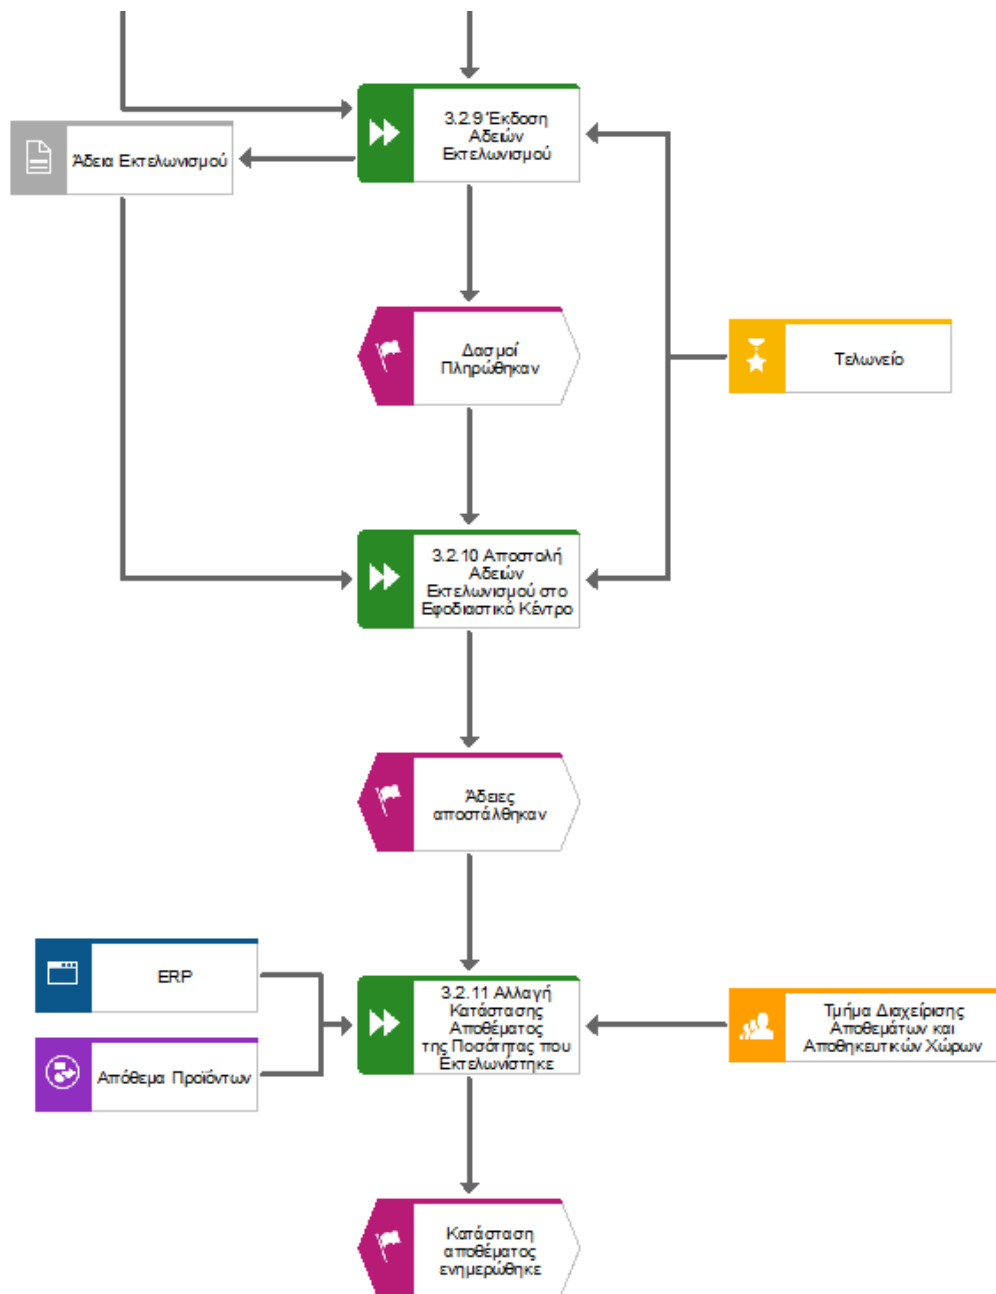 3.2.9 Έκδοση
Αδειών
Εκτελωνισμού
Άδεια Εκτελωνισμού
Δασμοί
Πληρώθηκαν
Τελωνείο
3.2.10 Αποστολή
Αδειών
Εκτελωνισμού στο
Εφοδιαστικό Κέντρο
Άδειες
αποστάλθηκαν
ERP
Απόθεμα Προϊόντων
3.2.11 Αλλαγή
Κατάστασης
Αποθέματος
της Ποσότητας που
Εκτελωνίστηκε
Τμήμα Διαχείρισης
Αποθεμάτων και
Αποθηκευτικών Χώρων
Κατάσταση
αποθέματος
ενημερώθηκε